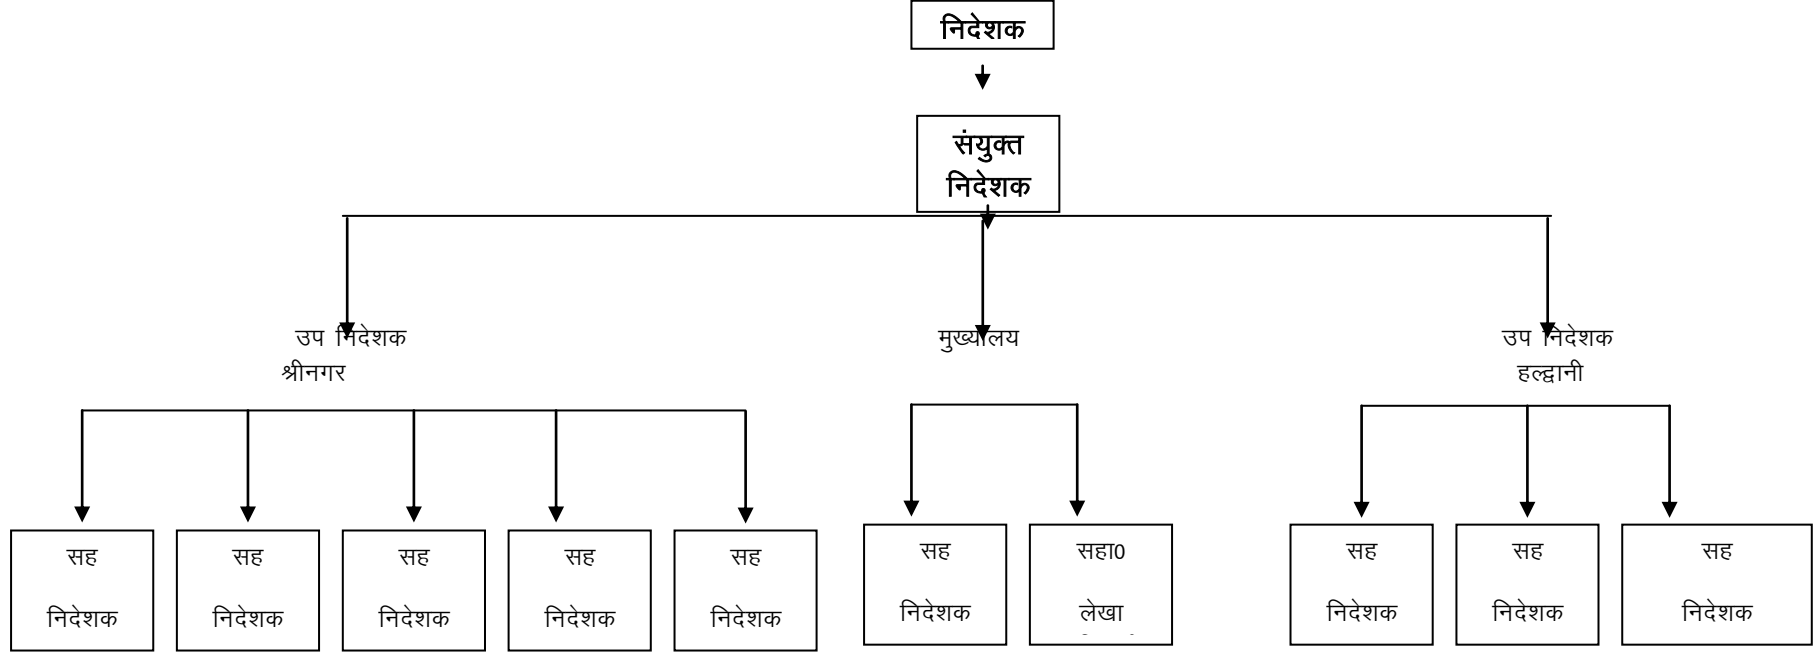 निदेशक
संयुक्त
निदेशक
उप निदेशक
श्रीनगर
मुख्यालय
उप निदेशक
हल्द्वानी
सह
निदेशक
सह
निदेशक
सह
निदेशक
सह
निदेशक
सह
निदेशक
सह
निदेशक
सहा0
लेखा
सह
निदेशक
सह
निदेशक
सह
निदेशक